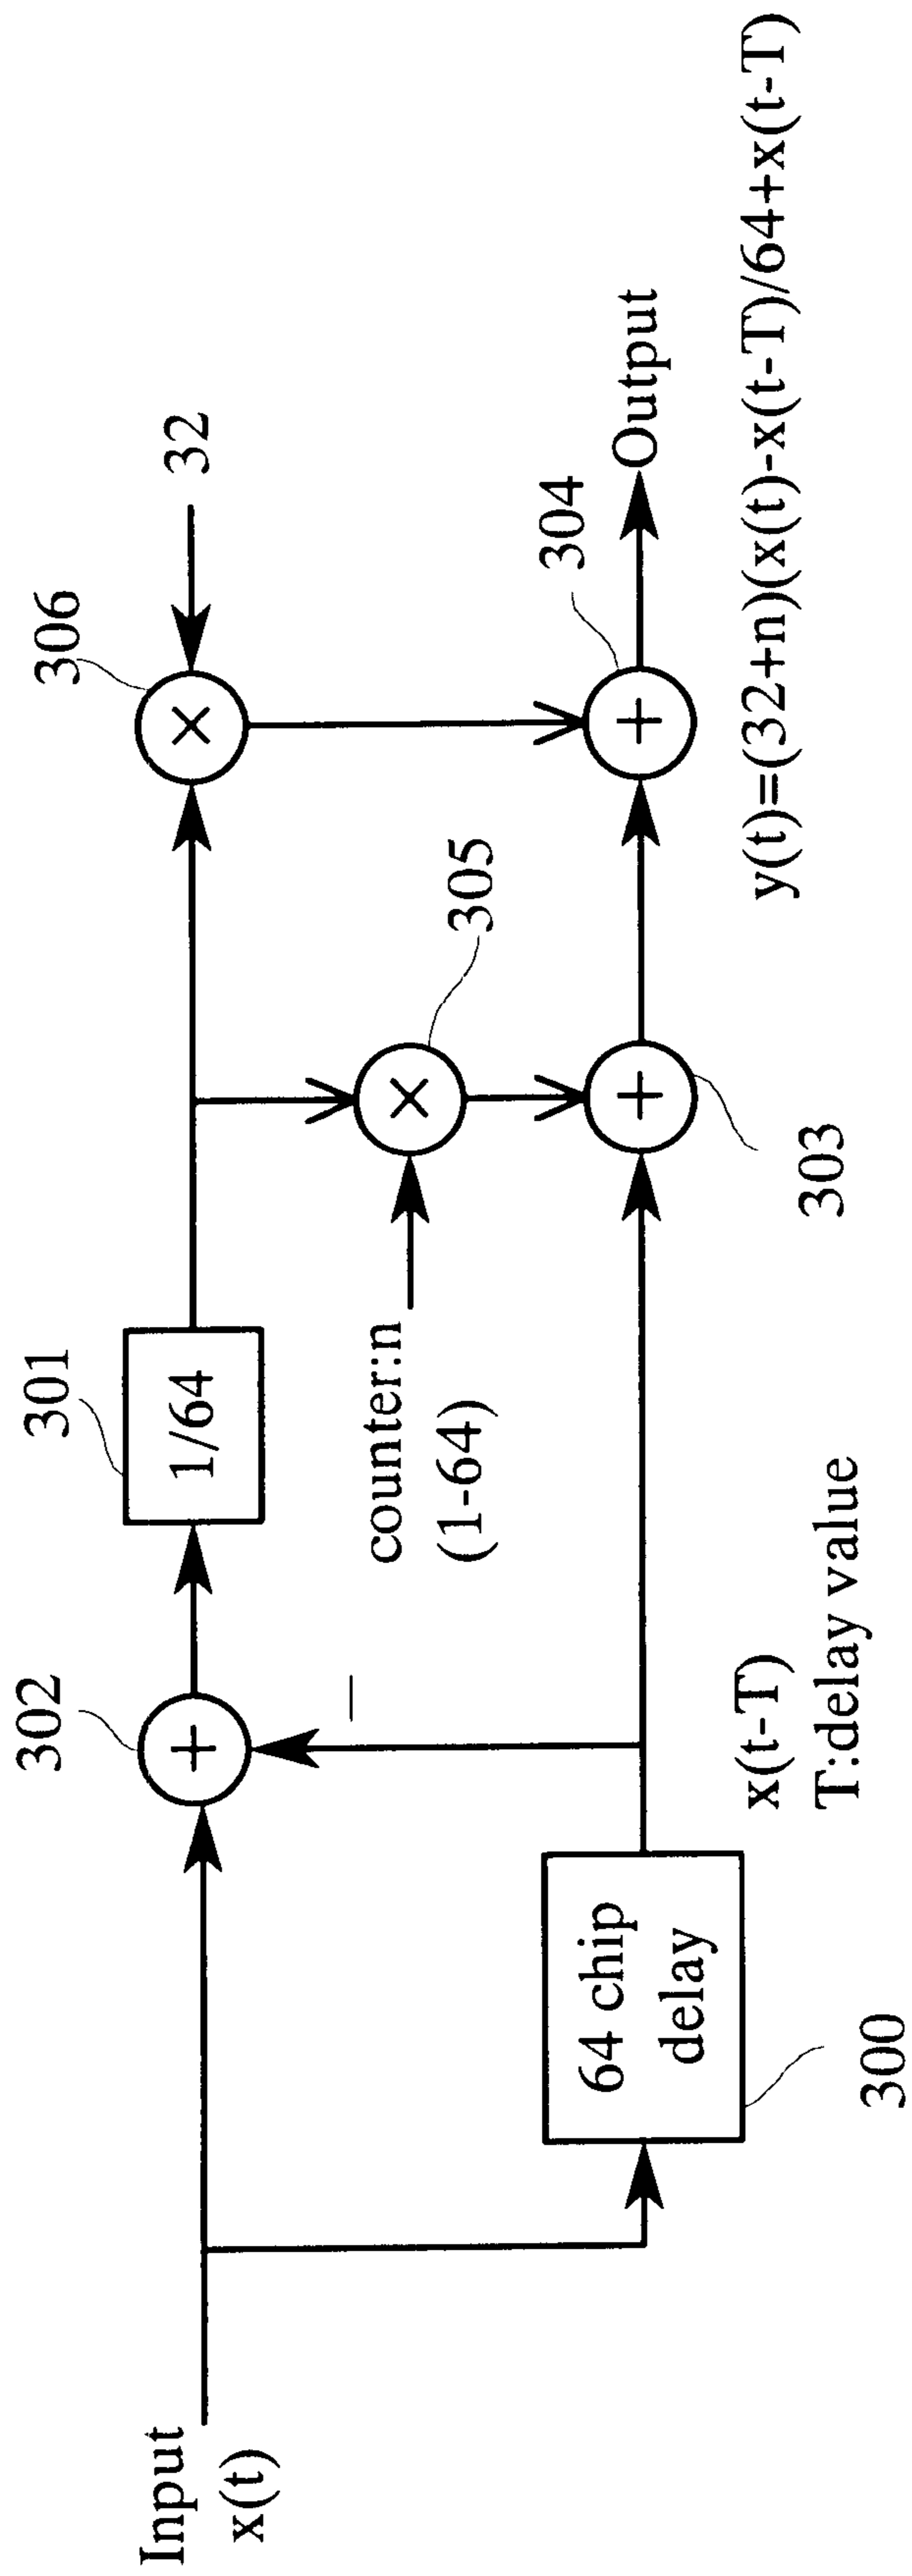 Input
x(t)
302
301
1/64
306
32
counter:n
(1-64)
305
304
Output
64 chip
delay
300
x(t-T)
T:delay value
303
y(t)=(32+n)(x(t)-x(t-T)/64+x(t-T)
+
×
×
+
+
−